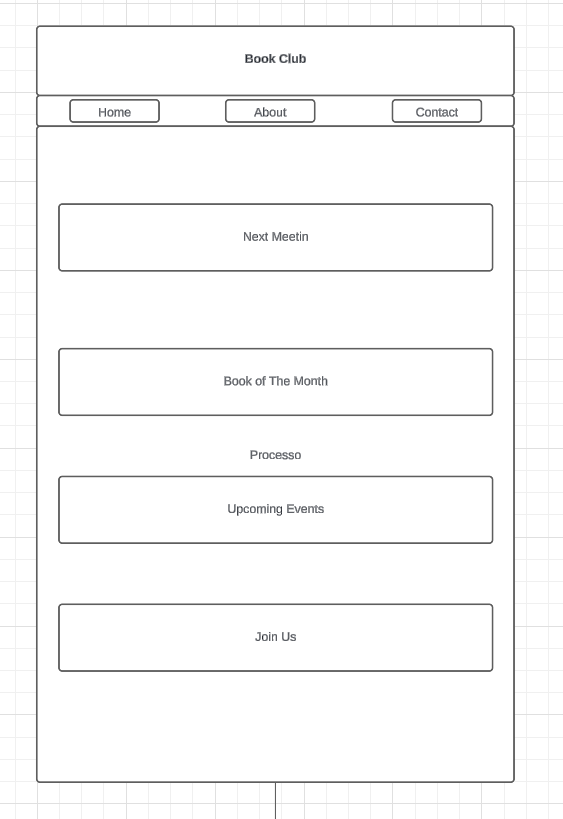 Book Club
Home About Contact
Next Meetin
Book of The Month
Processo
Upcoming Events
Join Us